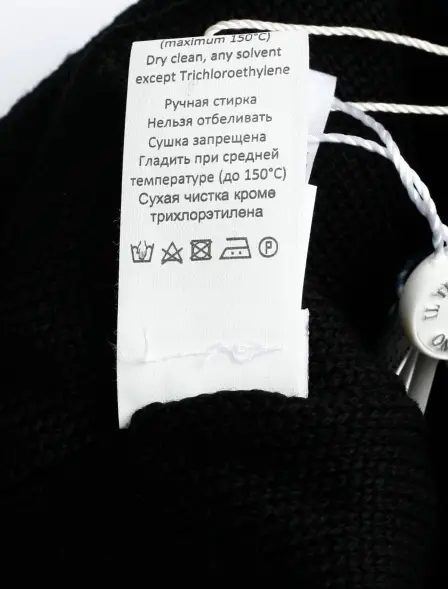 (maximum 150°C)
Dry clean, any solvent
except Trichloroethylene
Ручная стирка
Нельзя отбеливать
Сушка запрещена
Гладить при средней
температуре (до 150°C)
Сухая чистка кроме
трихлорэтилена
P